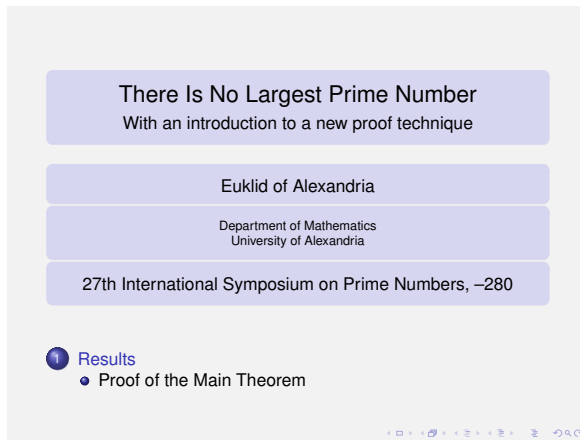 There Is No Largest Prime Number
With an introduction to a new proof technique
Euklid of Alexandria
Department of Mathematics
University of Alexandria
27th International Symposium on Prime Numbers, –280
1 Results
Proof of the Main Theorem